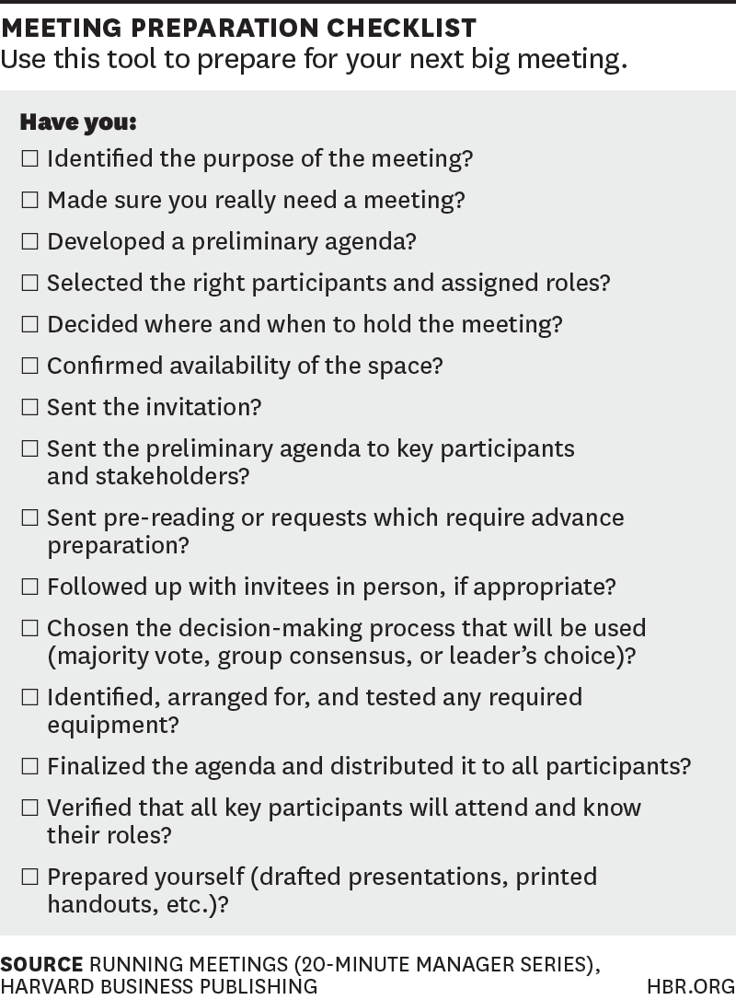 MEETING PREPARATION CHECKLIST
Use this tool to prepare for your next big meeting.
Have you:
☐ Identified the purpose of the meeting?
☐ Made sure you really need a meeting?
☐ Developed a preliminary agenda?
☐ Selected the right participants and assigned roles?
☐ Decided where and when to hold the meeting?
☐ Confirmed availability of the space?
☐ Sent the invitation?
☐ Sent the preliminary agenda to key participants
and stakeholders?
☐ Sent pre-reading or requests which require advance
preparation?
☐ Followed up with invitees in person, if appropriate?
☐ Chosen the decision-making process that will be used
(majority vote, group consensus, or leader’s choice)?
☐ Identified, arranged for, and tested any required
equipment?
☐ Finalized the agenda and distributed it to all participants?
☐ Verified that all key participants will attend and know
their roles?
☐ Prepared yourself (drafted presentations, printed
handouts, etc.)?
SOURCE RUNNING MEETINGS (20-MINUTE MANAGER SERIES),
HARVARD BUSINESS PUBLISHING
HBR.ORG